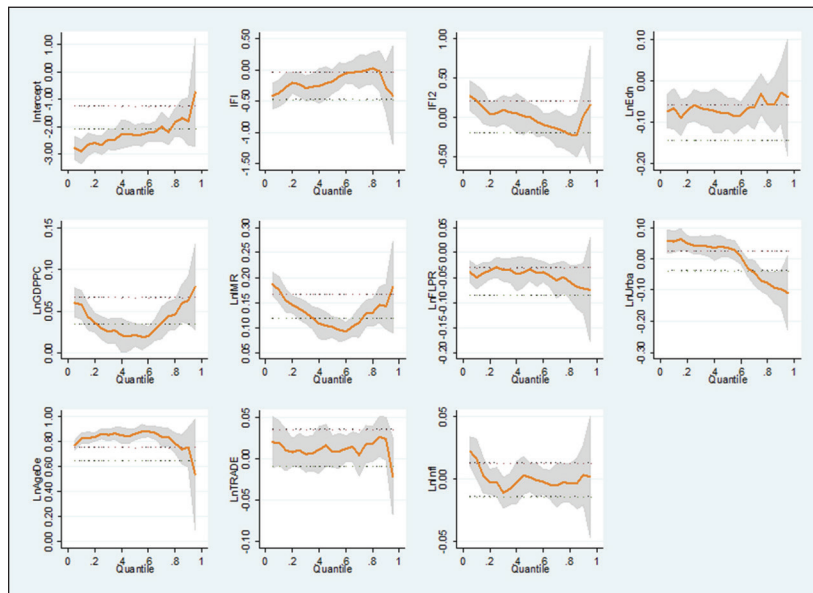 Intercept
3.00-2.00-1.00 0.00 1.00
0 .2 .4 .6 .8 1
Quantile
IFI
-1.50 -1.00 -0.50 0.00 0.50
0 .2 .4 .6 .8 1
Quantile
IFI2
-0.50 0.00 0.50 1.00
0 .2 .4 .6 .8 1
Quantile
LnEdn
-0.20 -0.10 0.00 0.10
0 .2 .4 .6 .8 1
Quantile
LnGDPPC
0.00 0.05 0.10 0.15
0 .2 .4 .6 .8 1
Quantile
LnIMR
0.05 0.10 0.15 0.20 0.25 0.30
0 .2 .4 .6 .8 1
Quantile
LnFLPR
-0.20-0.15-0.10-0.05 0.00 0.05
0 .2 .4 .6 .8 1
Quantile
LnUrba
-0.30 -0.20 -0.10 0.00 0.10
0 .2 .4 .6 .8 1
Quantile
LnAgeDe
0.00 0.20 0.40 0.60 0.80 1.00
0 .2 .4 .6 .8 1
Quantile
LnTRADE
-0.10 -0.05 0.00 0.05
0 .2 .4 .6 .8 1
Quantile
LnInfl
-0.05 0.00 0.05
0 .2 .4 .6 .8 1
Quantile